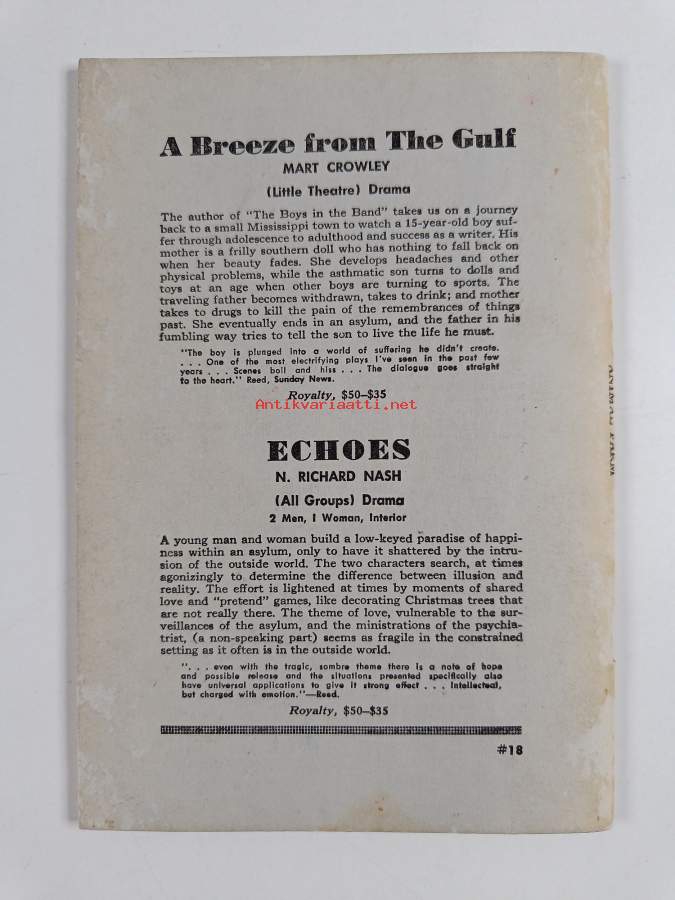 A Breeze from The Gulf
MART CROWLEY
(Little Theatre) Drama
The author of "The Boys in the Band" takes us on a journey
back to a small Mississippi town to watch a 15-year-old boy suf-
fer through adolescence to adulthood and success as a writer. His
mother is a frilly southern doll who has nothing to fall back on
when her beauty fades. She develops headaches and other
physical problems, while the asthmatic son turns to dolls and
toys at an age when other boys are turning to sports. The
traveling father becomes withdrawn, takes to drink; and mother
takes to drugs to kill the pain of the remembrances of things
past. She eventually ends in an asylum, and the father in his
fumbling way tries to tell the son to live the life he must.
"The boy is plunged into a world of suffering he didn't create.
. . . One of the most electrifying plays I've seen in the past few
years . . . Scenes boil and hiss . . . The dialogue goes straight
to the heart." Reed, Sunday News.
Royalty, $50–$35
Antikvariaatti.net
ECHOES
N. RICHARD NASH
(All Groups) Drama
2 Men, 1 Woman, Interior
A young man and woman build a low-keyed paradise of happi-
ness within an asylum, only to have it shattered by the intru-
sion of the outside world. The two characters search, at times
agonizingly to determine the difference between illusion and
reality. The effort is lightened at times by moments of shared
love and "pretend" games, like decorating Christmas trees that
are not really there. The theme of love, vulnerable to the sur-
veillances of the asylum, and the ministrations of the psychia-
trist, (a non-speaking part) seems as fragile in the constrained
setting as it often is in the outside world.
". . . even with the tragic, sombre theme there is a note of hope
and possible release and the situations presented specifically also
have universal applications to give it strong effect . . . Intellectual,
but charged with emotion."—Reed.
Royalty, $50–$35
#18
ANIMAL FARM